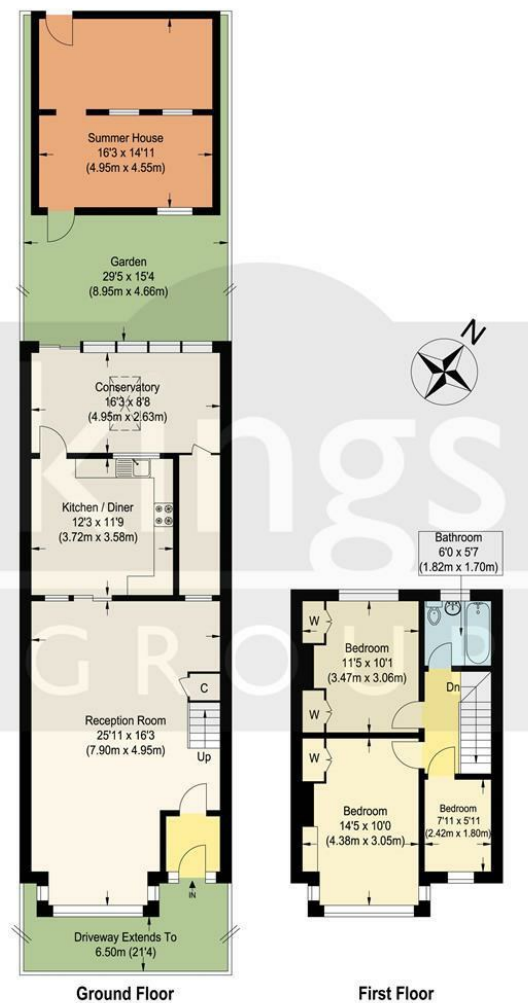 Summer House
16'3 x 14'11
(4.95m x 4.55m)
Garden
29'5 x 15'4
(8.95m x 4.66m)
Conservatory
16'3 x 8'8
(4.95m x 2.63m)
Kitchen / Diner
12'3 x 11'9
(3.72m x 3.58m)
Reception Room
25'11 x 16'3
(7.90m x 4.95m)
C
Up
IN
Driveway Extends To
6.50m (21'4)
Ground Floor
N
Bathroom
6'0 x 5'7
(1.82m x 1.70m)
W
Bedroom
11'5 x 10'1
(3.47m x 3.06m)
Dn
W
W
Bedroom
14'5 x 10'0
(4.38m x 3.05m)
Bedroom
7'11 x 5'11
(2.42m x 1.80m)
First Floor
kings
GROUP